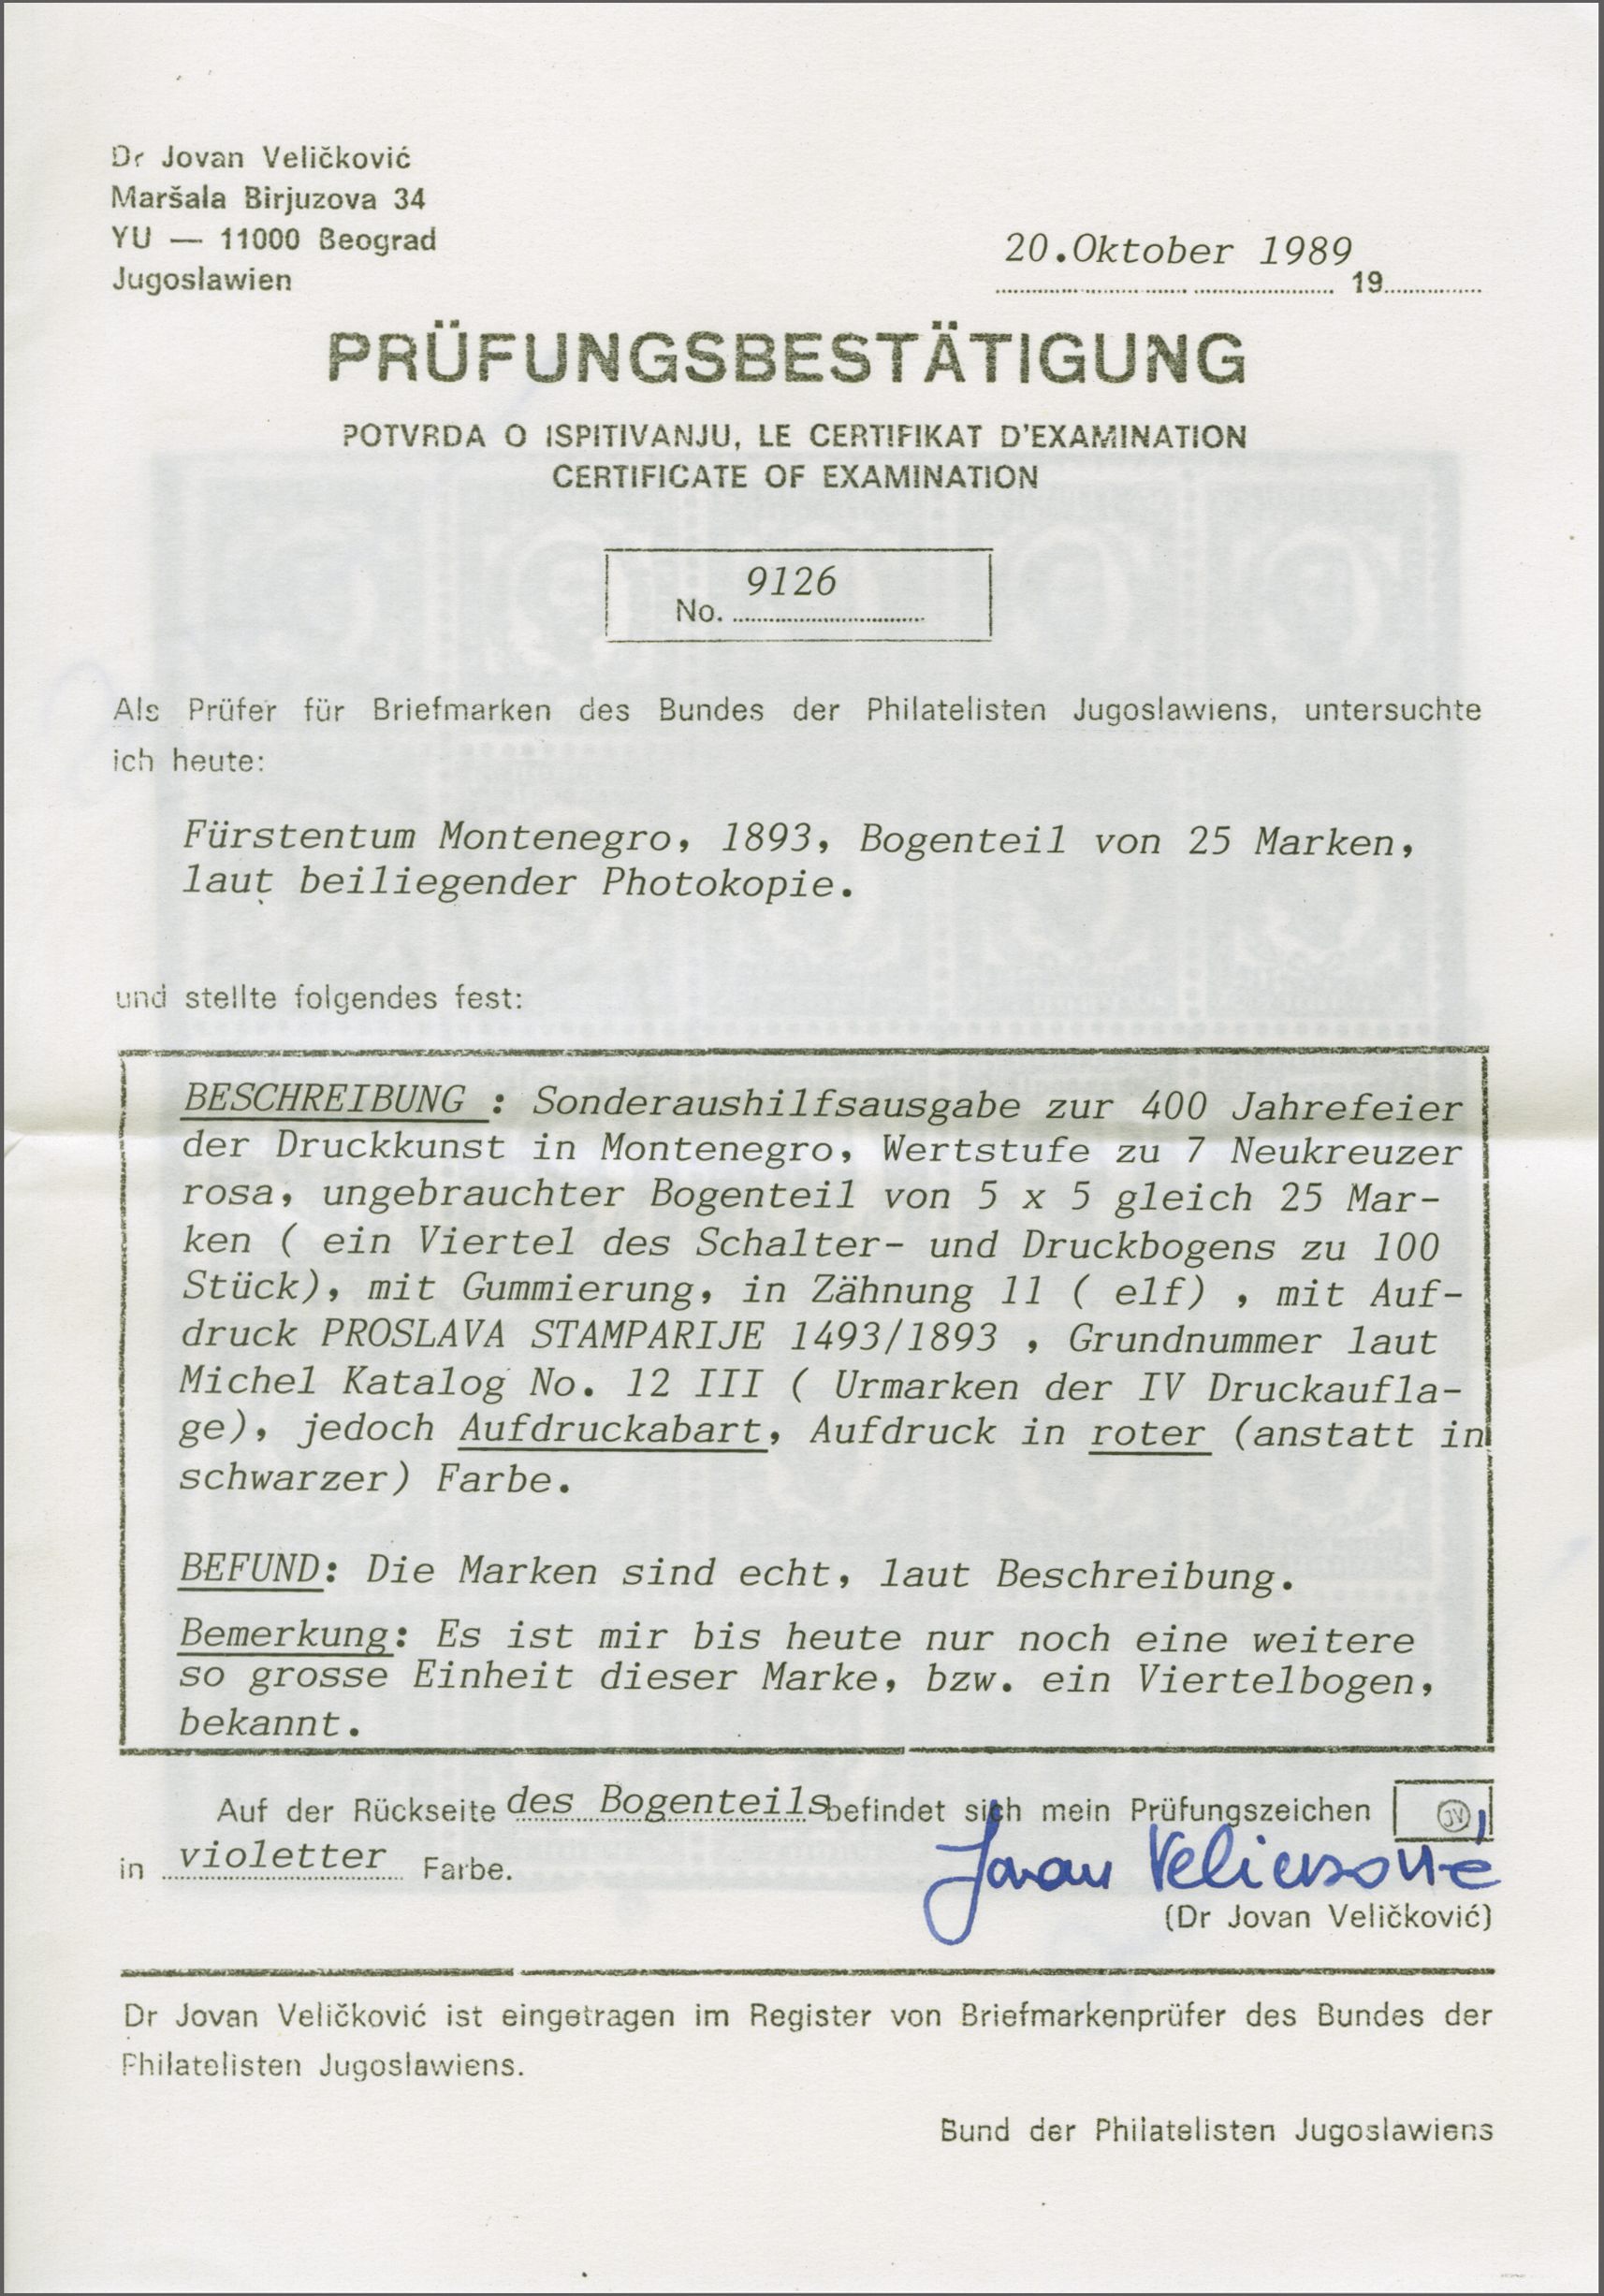 Dr Jovan Veličković
Maršala Birjuzova 34
YU — 11000 Beograd
Jugoslawien
20.Oktober 1989
19
PRÜFUNGSBESTÄTIGUNG
POTVRDA O ISPITIVANJU, LE CERTIFIKAT D'EXAMINATION
CERTIFICATE OF EXAMINATION
9126
No.
Als Prüfer für Briefmarken des Bundes der Philatelisten Jugoslawiens, untersuchte
ich heute:
Fürstentum Montenegro, 1893, Bogenteil von 25 Marken,
laut beiliegender Photokopie.
und stellte folgendes fest:
BESCHREIBUNG : Sonderaushilfsausgabe zur 400 Jahrefeier
der Druckkunst in Montenegro, Wertstufe zu 7 Neukreuzer
rosa, ungebrauchter Bogenteil von 5 x 5 gleich 25 Mar-
ken ( ein Viertel des Schalter- und Druckbogens zu 100
Stück), mit Gummierung, in Zähnung 11 ( elf) , mit Auf-
druck PROSLAVA STAMPARIJE 1493/1893 , Grundnummer laut
Michel Katalog No. 12 III ( Urmarken der IV Druckaufla-
ge), jedoch Aufdruckabart, Aufdruck in roter (anstatt in
schwarzer) Farbe.
BEFUND: Die Marken sind echt, laut Beschreibung.
Bemerkung: Es ist mir bis heute nur noch eine weitere
so grosse Einheit dieser Marke, bzw. ein Viertelbogen,
bekannt.
Auf der Rückseite des Bogenteils befindet sich mein Prüfungszeichen JV
in violetter Farbe.
Jovan Veličković
(Dr Jovan Veličković)
Dr Jovan Veličković ist eingetragen im Register von Briefmarkenprüfer des Bundes der
Philatelisten Jugoslawiens.
Bund der Philatelisten Jugoslawiens